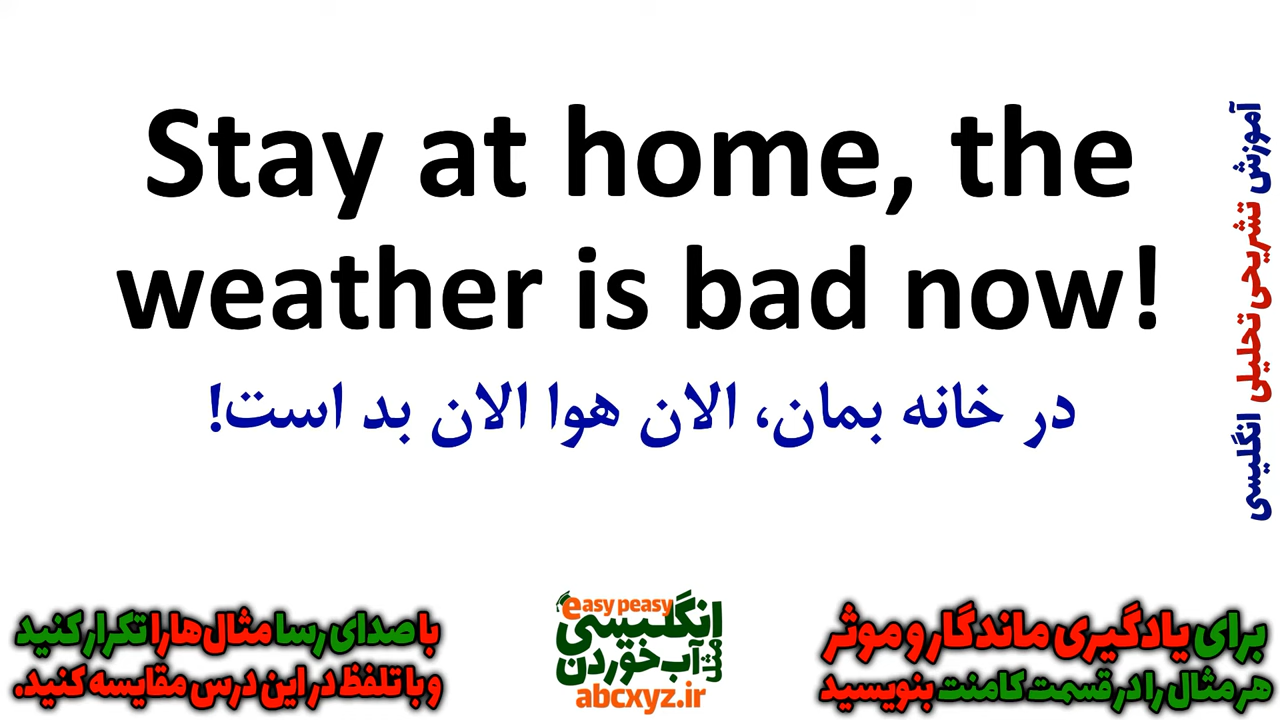 Stay at home, the
weather is bad now!
در خانه بمان، الان هوا الان بد است!
آموزش تشریحی تحلیلی انگلیسی
برای یادگیری ماندگار و موثر
هر مثال را در قسمت کامنت بنویسید
easy peasy
انگلیسی
مثل آب خوردن
abcxyz.ir
با صدای رسا مثال‌ها را تکرار کنید
و با تلفظ در این درس مقایسه کنید.